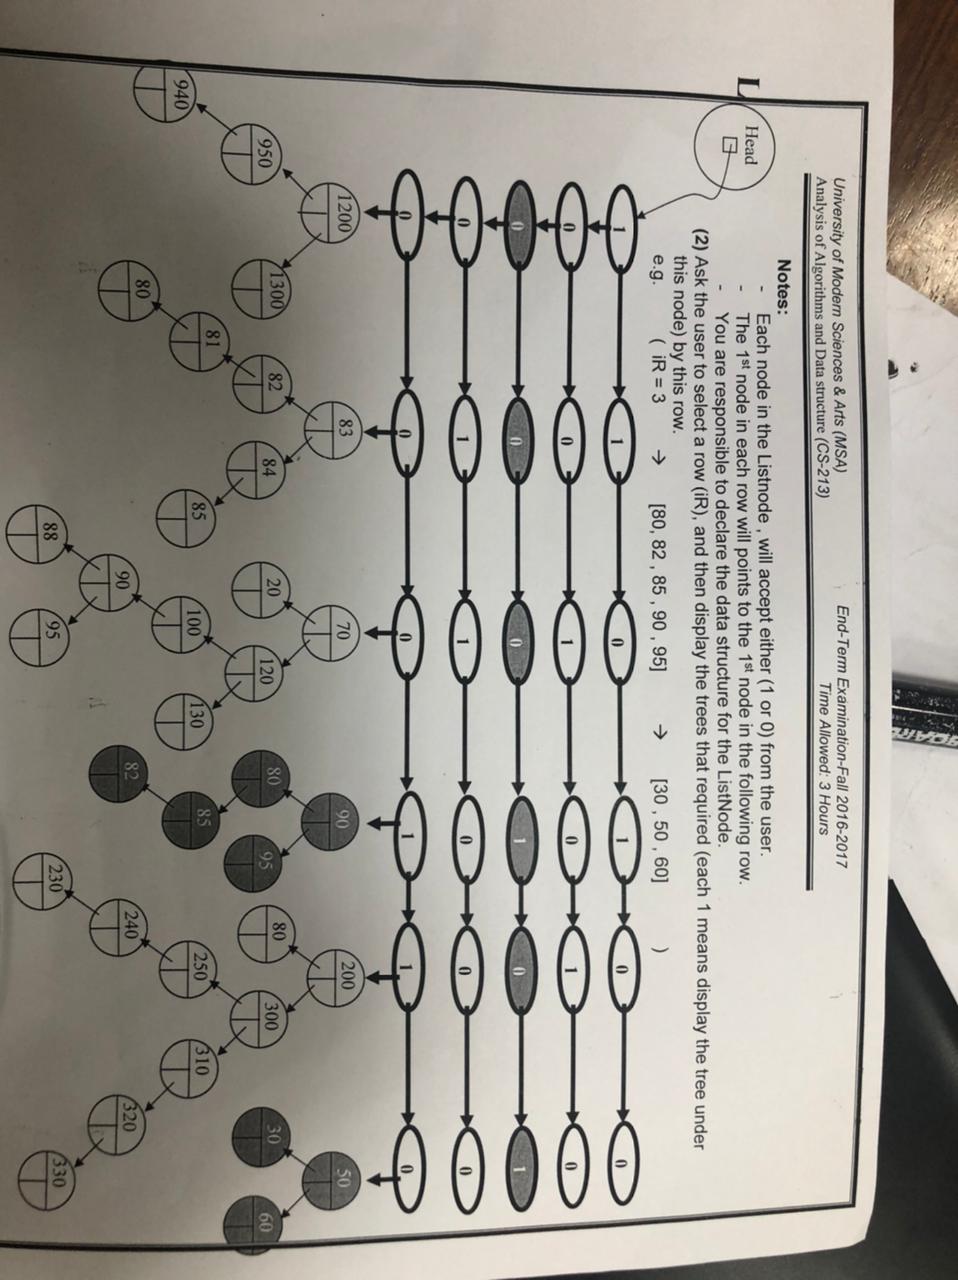 University of Modern Sciences & Arts (MSA)
Analysis of Algorithms and Data structure (CS-213)
End-Term Examination-Fall 2016-2017
Time Allowed: 3 Hours
Notes:
- Each node in the Listnode , will accept either (1 or 0) from the user.
- The 1st node in each row will points to the 1st node in the following row.
- You are responsible to declare the data structure for the ListNode.
L
Head
(2) Ask the user to select a row (iR), and then display the trees that required (each 1 means display the tree under
this node) by this row.
e.g. ( iR = 3 → [80, 82 , 85 , 90 , 95] → [30 , 50 , 60] )
1 1 0 1 0 0
0 0 1 0 1 0
0 0 0 1 0 1
0 1 1 0 0 0
0 0 0 1 1 0
1200 83 70 90 200 50
950 1300 82 84 20 120 80 95 80 300 30 60
940 81 85 100 130 85 250 310
80 90 82 240 320
88 95 230 330